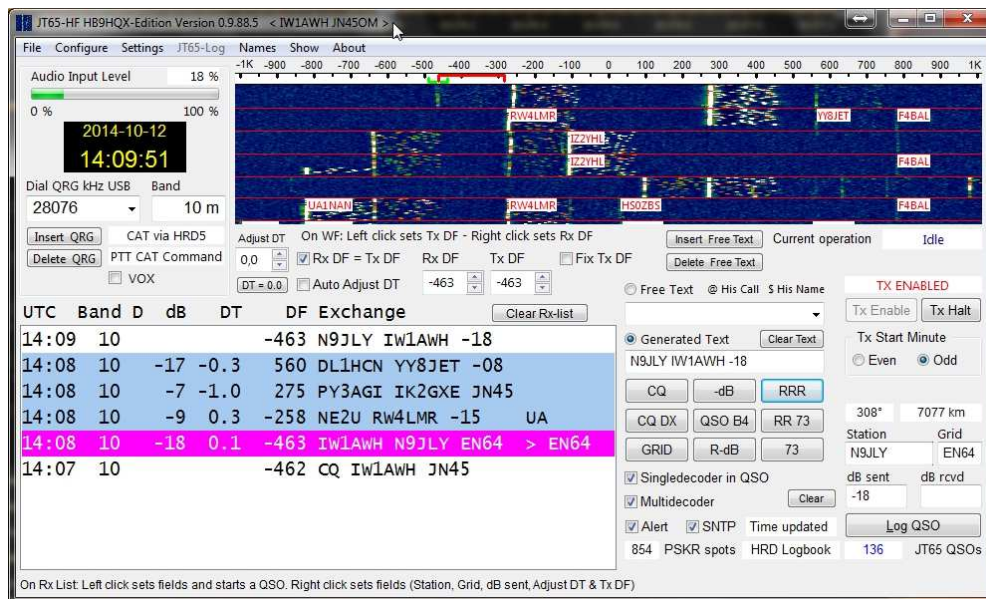 JT65-HF HB9HQX-Edition Version 0.9.88.5 < IW1AWH JN45OM >
File Configure Settings JT65-Log Names Show About
-1K -900 -800 -700 -600 -500 -400 -300 -200 -100 0 100 200 300 400 500 600 700 800 900 1K
Audio Input Level 18 %
0 % 100 %
2014-10-12
14:09:51
RW4LMR YY8JET F4BAL
IZ2YHL
IZ2YHL F4BAL
UA1NAN RW4LMR HS0ZBS F4BAL
Dial QRG kHz USB Band
28076 10 m
Insert QRG CAT via HRD5
Delete QRG PTT CAT Command
VOX
Adjust DT On WF: Left click sets Tx DF - Right click sets Rx DF
0,0 Rx DF = Tx DF Rx DF Tx DF Fix Tx DF
DT = 0.0 Auto Adjust DT -463 -463
Insert Free Text Current operation Idle
Delete Free Text
Free Text @ His Call $ His Name TX ENABLED
Tx Enable Tx Halt
UTC Band D dB DT DF Exchange Clear Rx-list
14:09 10 -463 N9JLY IW1AWH -18
14:08 10 -17 -0.3 560 DL1HCN YY8JET -08
14:08 10 -7 -1.0 275 PY3AGI IK2GXE JN45
14:08 10 -9 0.3 -258 NE2U RW4LMR -15 UA
14:08 10 -18 0.1 -463 IW1AWH N9JLY EN64 > EN64
14:07 10 -462 CQ IW1AWH JN45
Generated Text Clear Text Tx Start Minute
N9JLY IW1AWH -18 Even Odd
CQ -dB RRR
CQ DX QSO B4 RR 73 308° 7077 km
GRID R-dB 73 Station Grid
N9JLY EN64
Singledecoder in QSO dB sent dB rcvd
Multidecoder Clear -18
Alert SNTP Time updated Log QSO
854 PSKR spots HRD Logbook 136 JT65 QSOs
On Rx List: Left click sets fields and starts a QSO. Right click sets fields (Station, Grid, dB sent, Adjust DT & Tx DF)